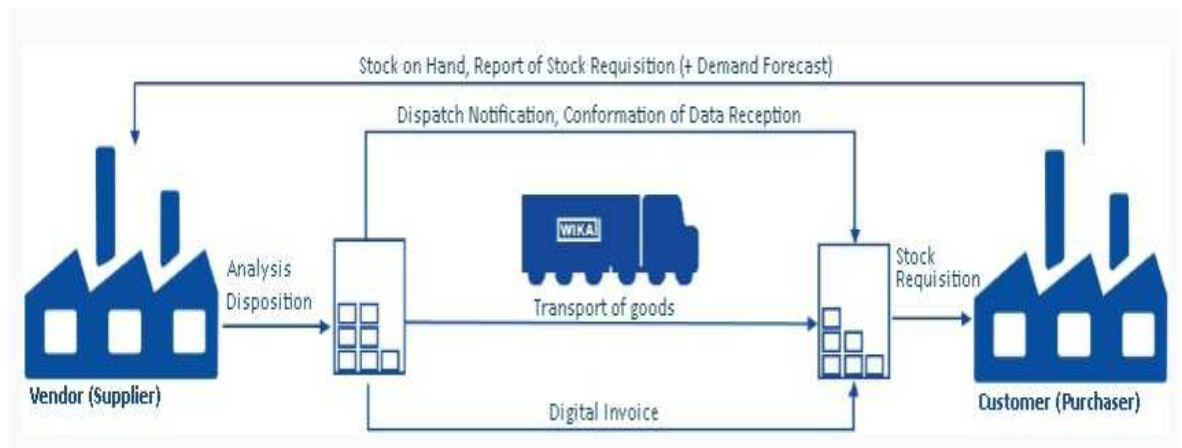 Stock on Hand, Report of Stock Requisition (+ Demand Forecast)
Dispatch Notification, Conformation of Data Reception
WIKA
Analysis
Disposition
Stock
Requisition
Transport of goods
Vendor (Supplier)
Customer (Purchaser)
Digital Invoice